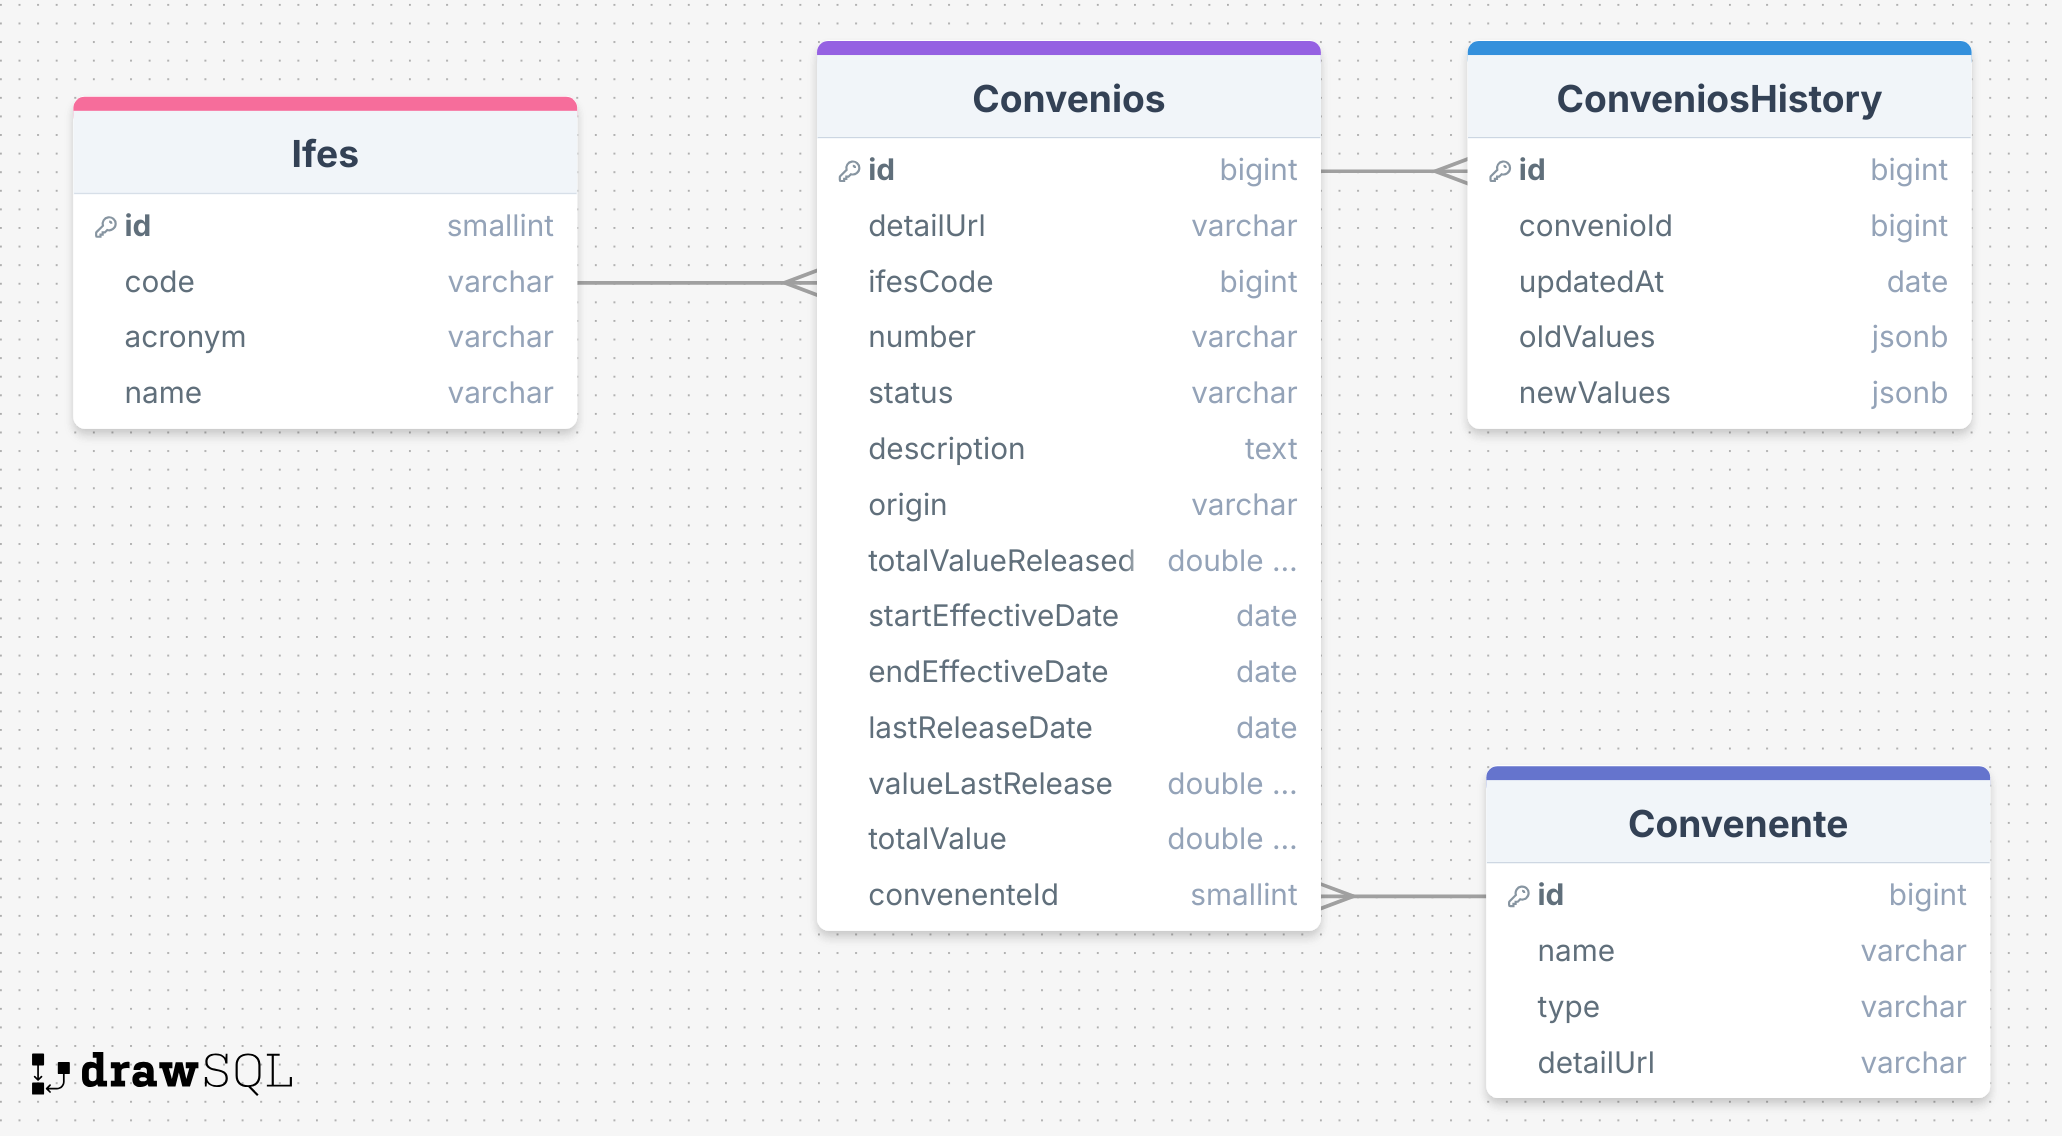 Ifes
id smallint
code varchar
acronym varchar
name varchar
Convenios
id bigint
detailUrl varchar
ifesCode bigint
number varchar
status varchar
description text
origin varchar
totalValueReleased double ...
startEffectiveDate date
endEffectiveDate date
lastReleaseDate date
valueLastRelease double ...
totalValue double ...
convenenteId smallint
ConveniosHistory
id bigint
convenioId bigint
updatedAt date
oldValues jsonb
newValues jsonb
Convenente
id bigint
name varchar
type varchar
detailUrl varchar
drawSQL